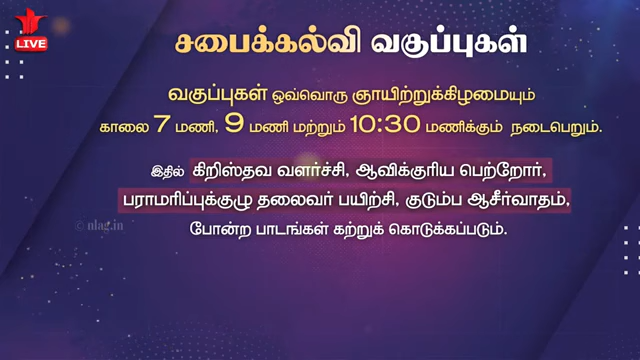 LIVE
சபைக்கல்வி வகுப்புகள்
வகுப்புகள் ஒவ்வொரு ஞாயிற்றுக்கிழமையும்
காலை 7 மணி, 9 மணி மற்றும் 10:30 மணிக்கும் நடைபெறும்.
இதில் கிறிஸ்தவ வளர்ச்சி, ஆவிக்குரிய பெற்றோர்,
பராமரிப்புக்குழு தலைவர் பயிற்சி, குடும்ப ஆசீர்வாதம்,
© nlag.in
போன்ற பாடங்கள் கற்றுக் கொடுக்கப்படும்.